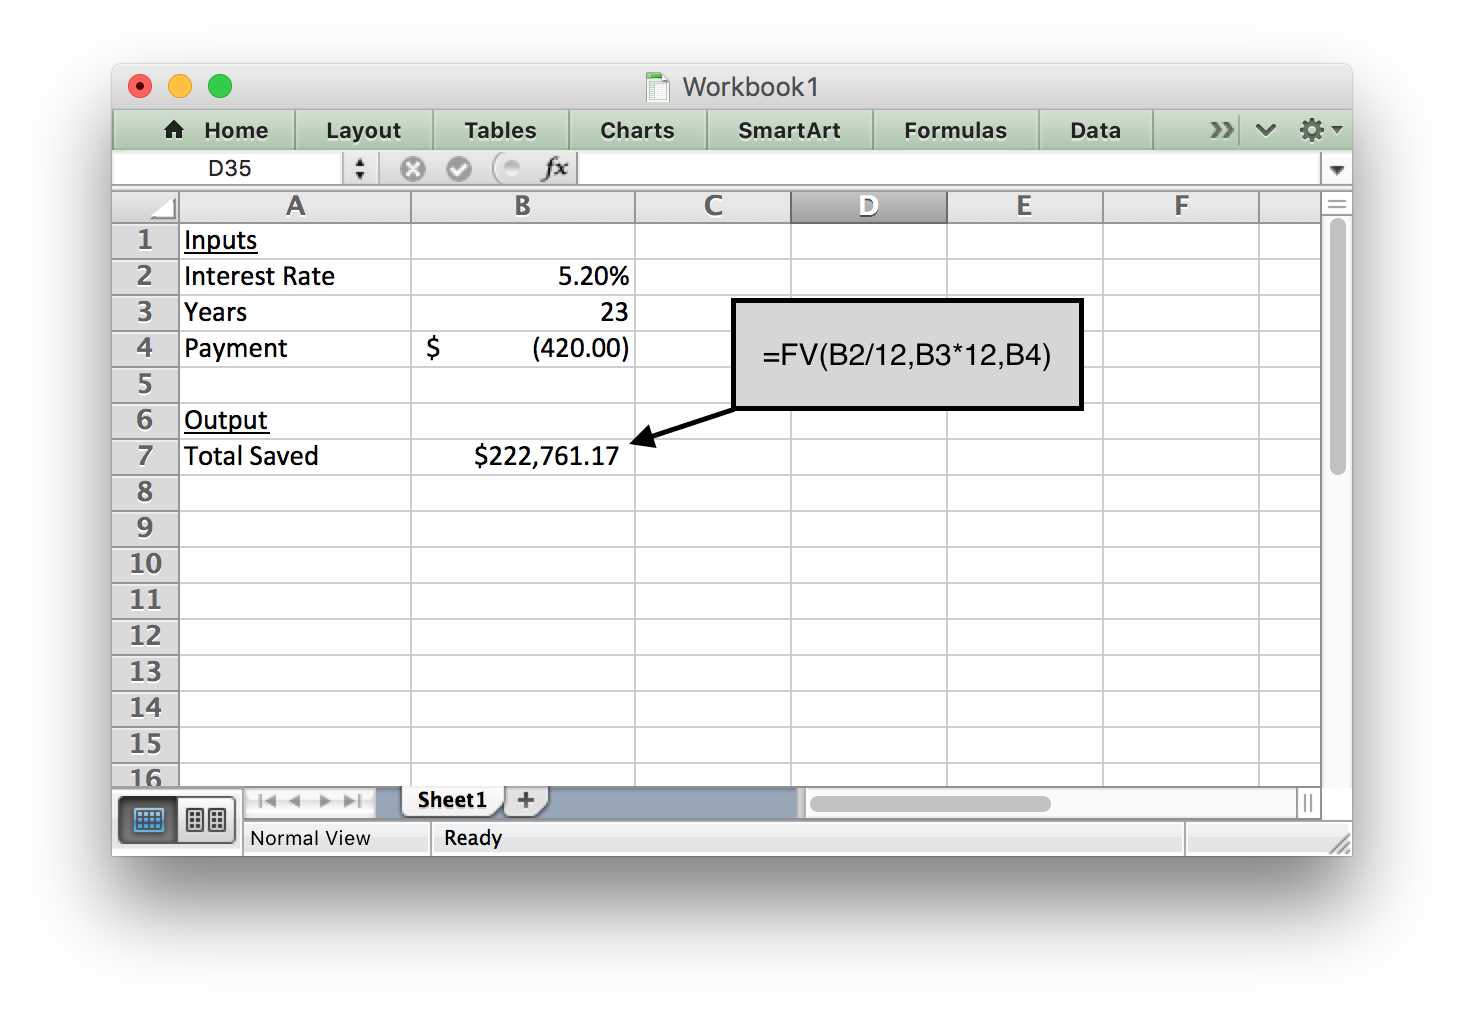 Workbook1
Home Layout Tables Charts SmartArt Formulas Data
D35 fx
A B C D E F
1 Inputs
2 Interest Rate 5.20%
3 Years 23
4 Payment $ (420.00)
=FV(B2/12,B3*12,B4)
5
6 Output
7 Total Saved $222,761.17
8
9
10
11
12
13
14
15
16
Sheet1 +
Normal View Ready